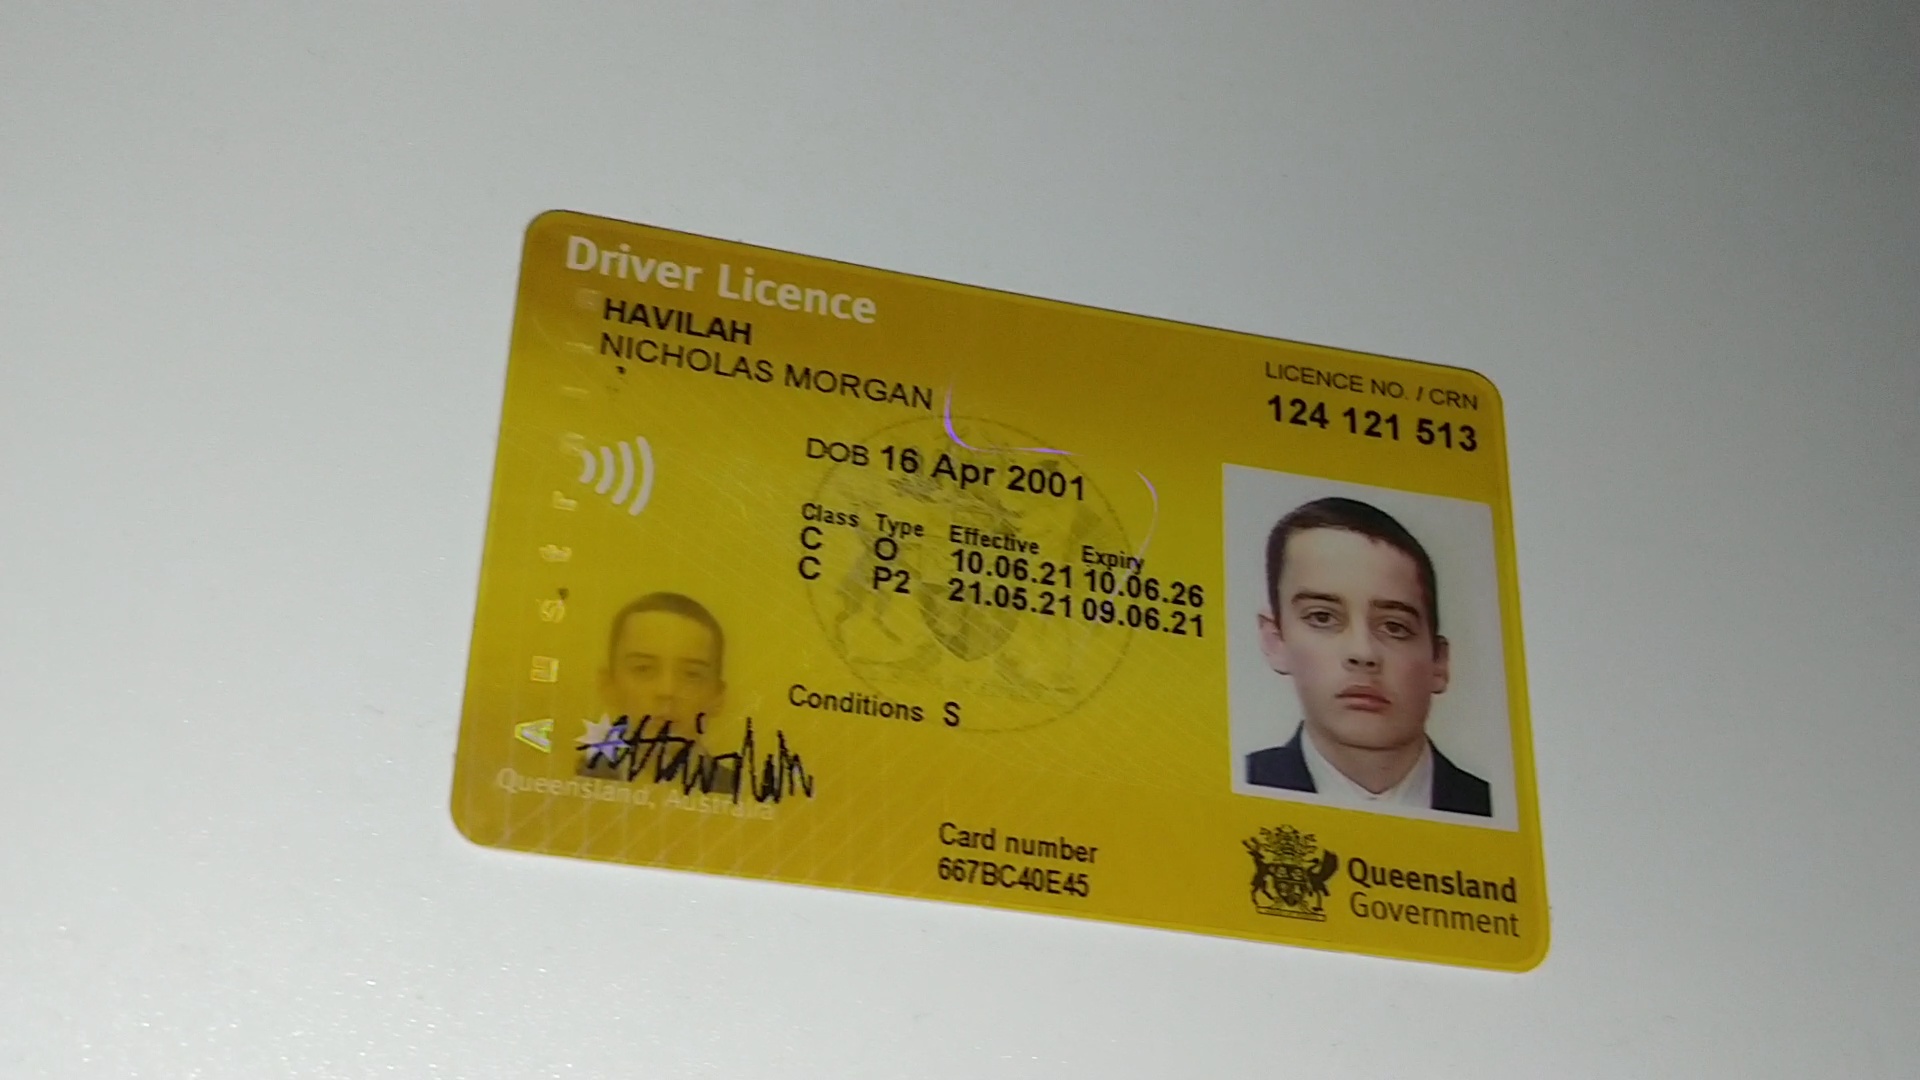 Driver Licence
HAVILAH
NICHOLAS MORGAN
LICENCE NO. / CRN
124 121 513
DOB 16 Apr 2001
Class Type Effective Expiry
C O 10.06.21 10.06.26
C P2 21.05.21 09.06.21
Conditions S
Queensland, Australia
Card number
667BC40E45
Queensland
Government